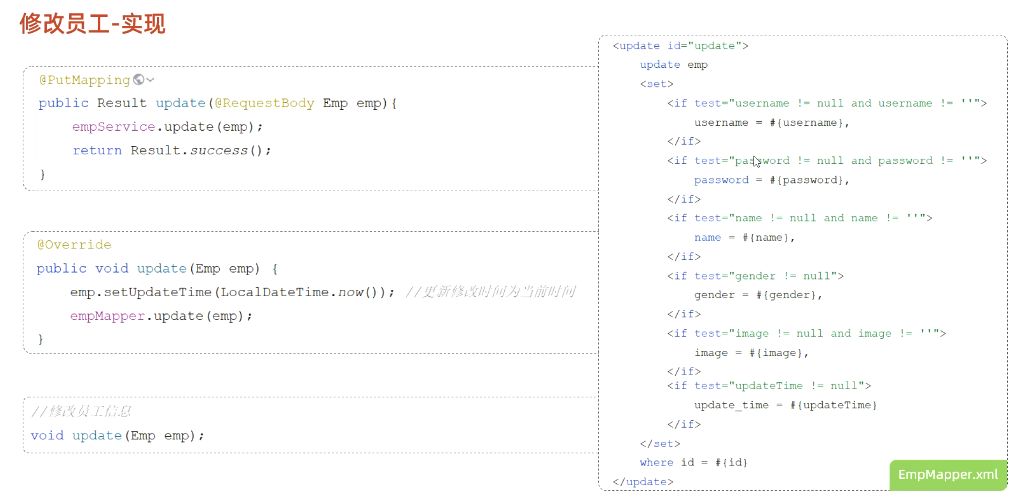 修改员工-实现
@PutMapping
public Result update(@RequestBody Emp emp){
empService.update(emp);
return Result.success();
}
@Override
public void update(Emp emp) {
emp.setUpdateTime(LocalDateTime.now()); //更新修改时间为当前时间
empMapper.update(emp);
}
//修改员工信息
void update(Emp emp);
<update id="update">
update emp
<set>
<if test="username != null and username != ''">
username = #{username},
</if>
<if test="password != null and password != ''">
password = #{password},
</if>
<if test="name != null and name != ''">
name = #{name},
</if>
<if test="gender != null">
gender = #{gender},
</if>
<if test="image != null and image != ''">
image = #{image},
</if>
<if test="updateTime != null">
update_time = #{updateTime}
</if>
</set>
where id = #{id}
</update>
EmpMapper.xml